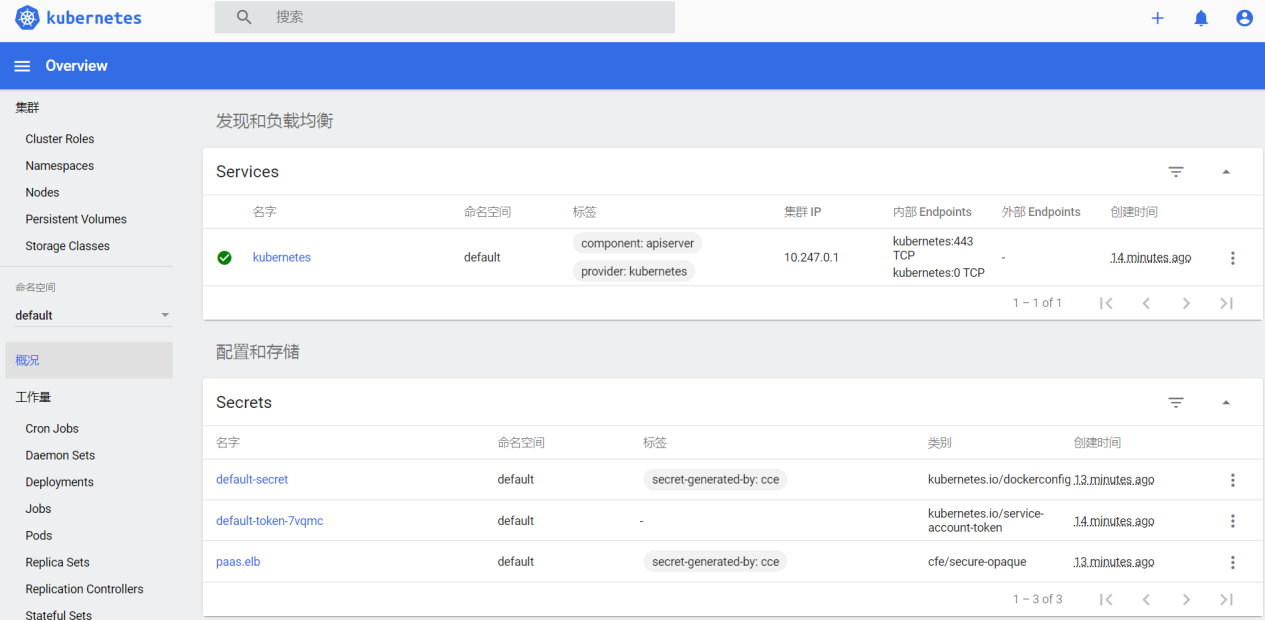 kubernetes
搜索
Overview
集群
Cluster Roles
Namespaces
Nodes
Persistent Volumes
Storage Classes
命名空间
default
概况
工作量
Cron Jobs
Daemon Sets
Deployments
Jobs
Pods
Replica Sets
Replication Controllers
Stateful Sets
发现和负载均衡
Services
名字 命名空间 标签 集群 IP 内部 Endpoints 外部 Endpoints 创建时间
kubernetes default component: apiserver provider: kubernetes 10.247.0.1 kubernetes:443 TCP kubernetes:0 TCP - 14 minutes ago
1 – 1 of 1
配置和存储
Secrets
名字 命名空间 标签 类别 创建时间
default-secret default secret-generated-by: cce kubernetes.io/dockerconfig 13 minutes ago
default-token-7vqmc default - kubernetes.io/service-account-token 14 minutes ago
paas.elb default secret-generated-by: cce cfe/secure-opaque 13 minutes ago
1 – 3 of 3